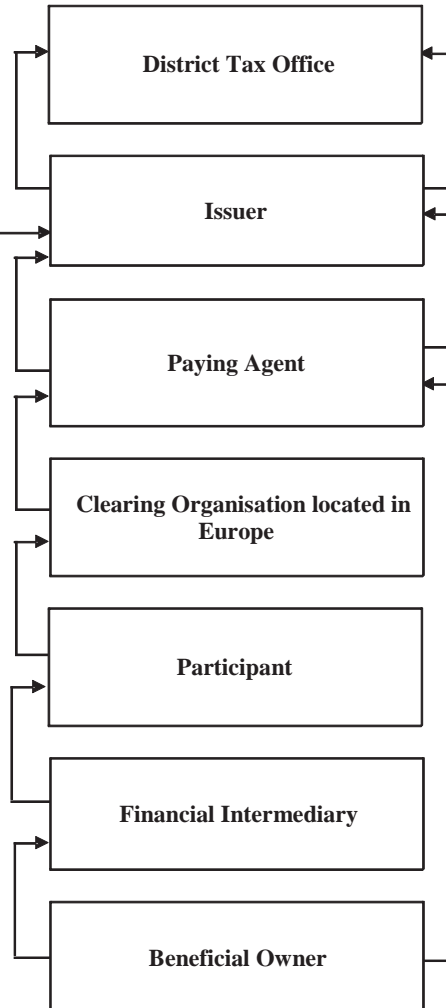 District Tax Office
Issuer
Paying Agent
Clearing Organisation located in
Europe
Participant
Financial Intermediary
Beneficial Owner